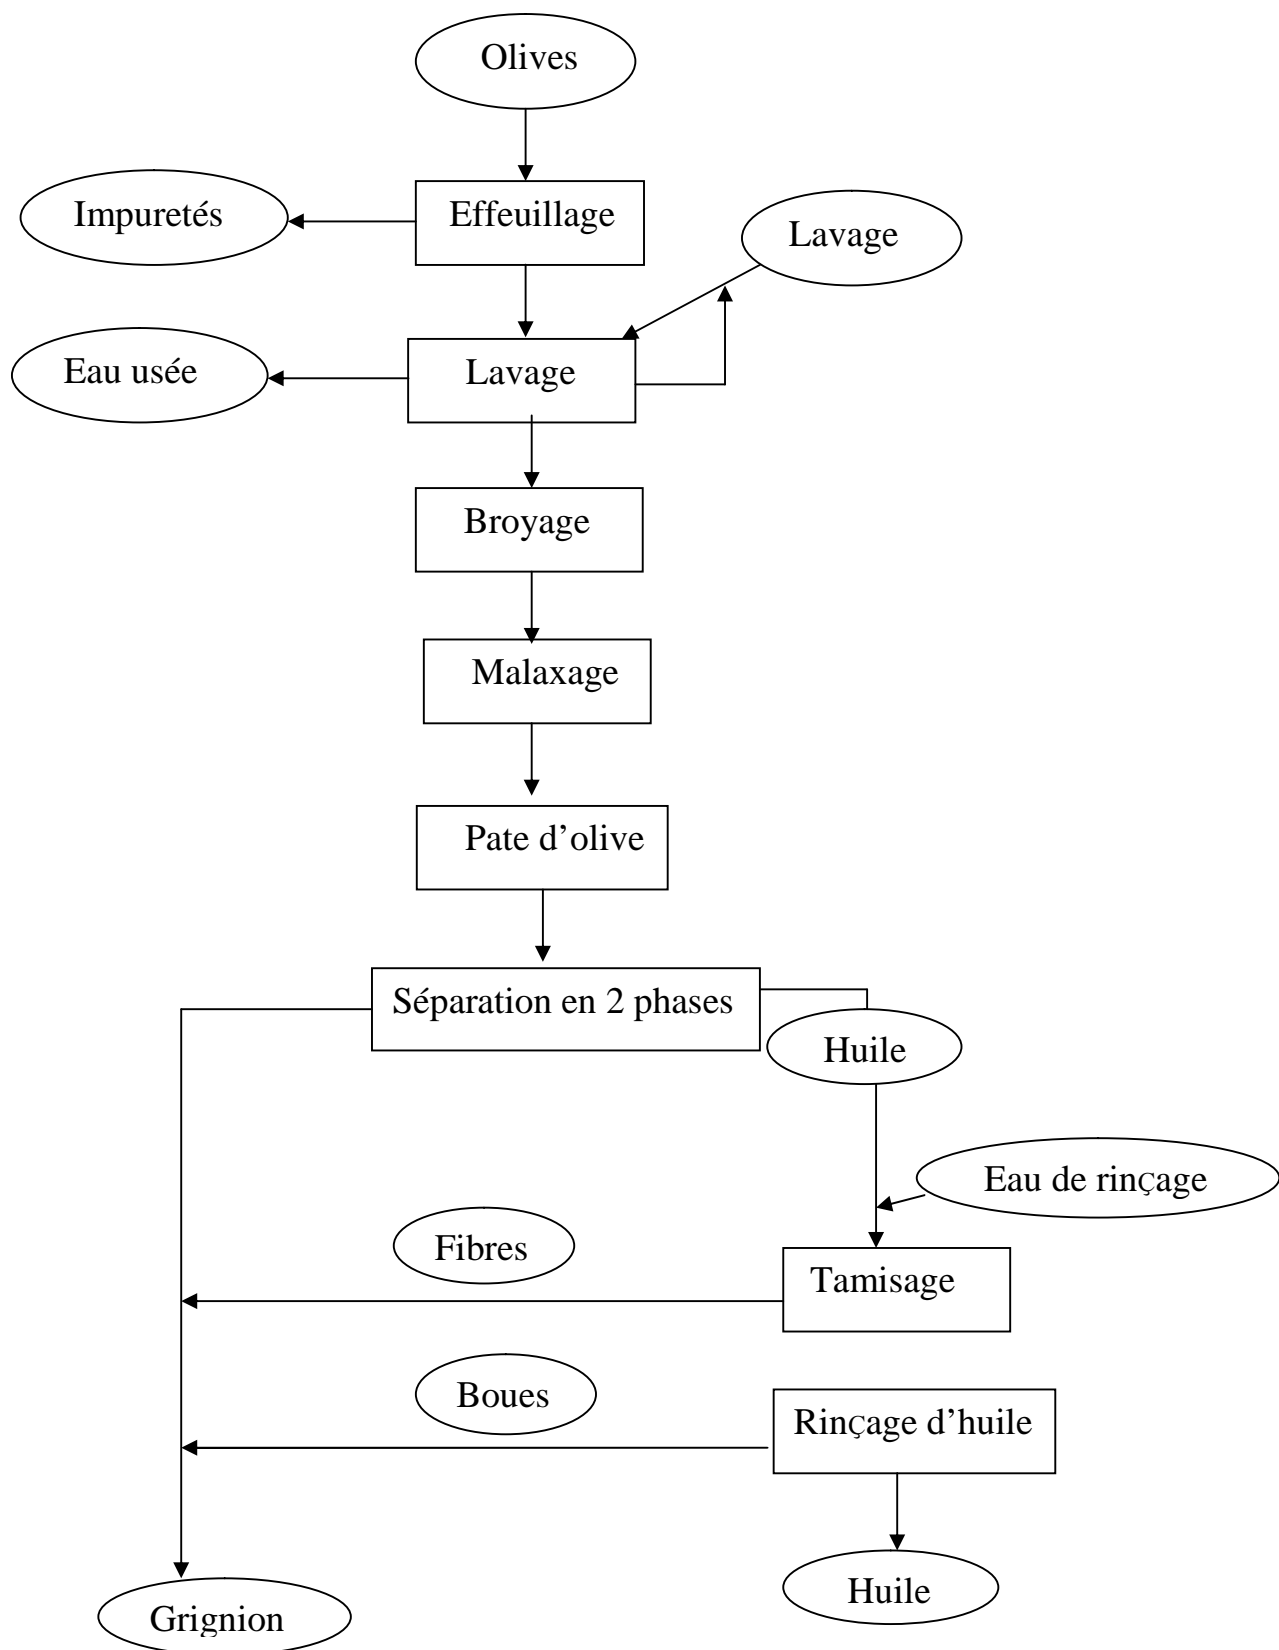 Olives
Impuretés
Effeuillage
Lavage
Eau usée
Lavage
Broyage
Malaxage
Pate d’olive
Séparation en 2 phases
Huile
Eau de rinçage
Fibres
Tamisage
Boues
Rinçage d’huile
Huile
Grignion